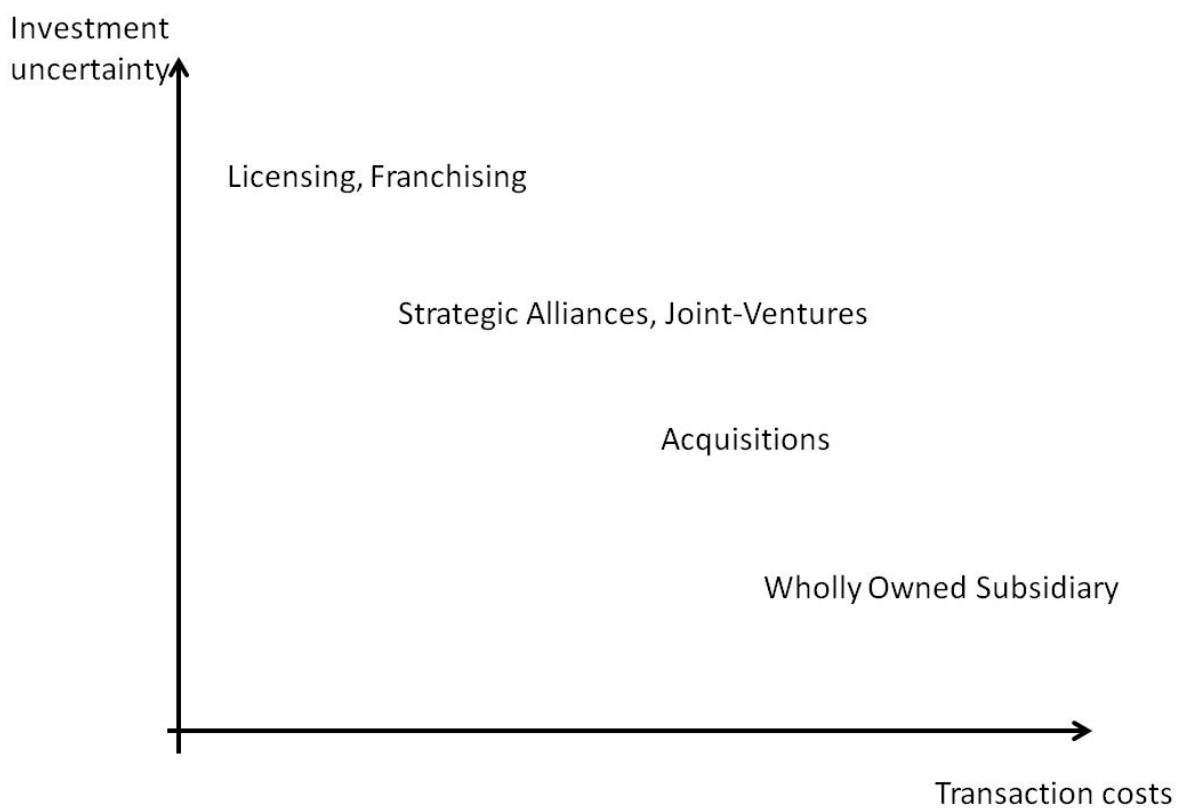 Investment
uncertainty
Licensing, Franchising
Strategic Alliances, Joint-Ventures
Acquisitions
Wholly Owned Subsidiary
Transaction costs